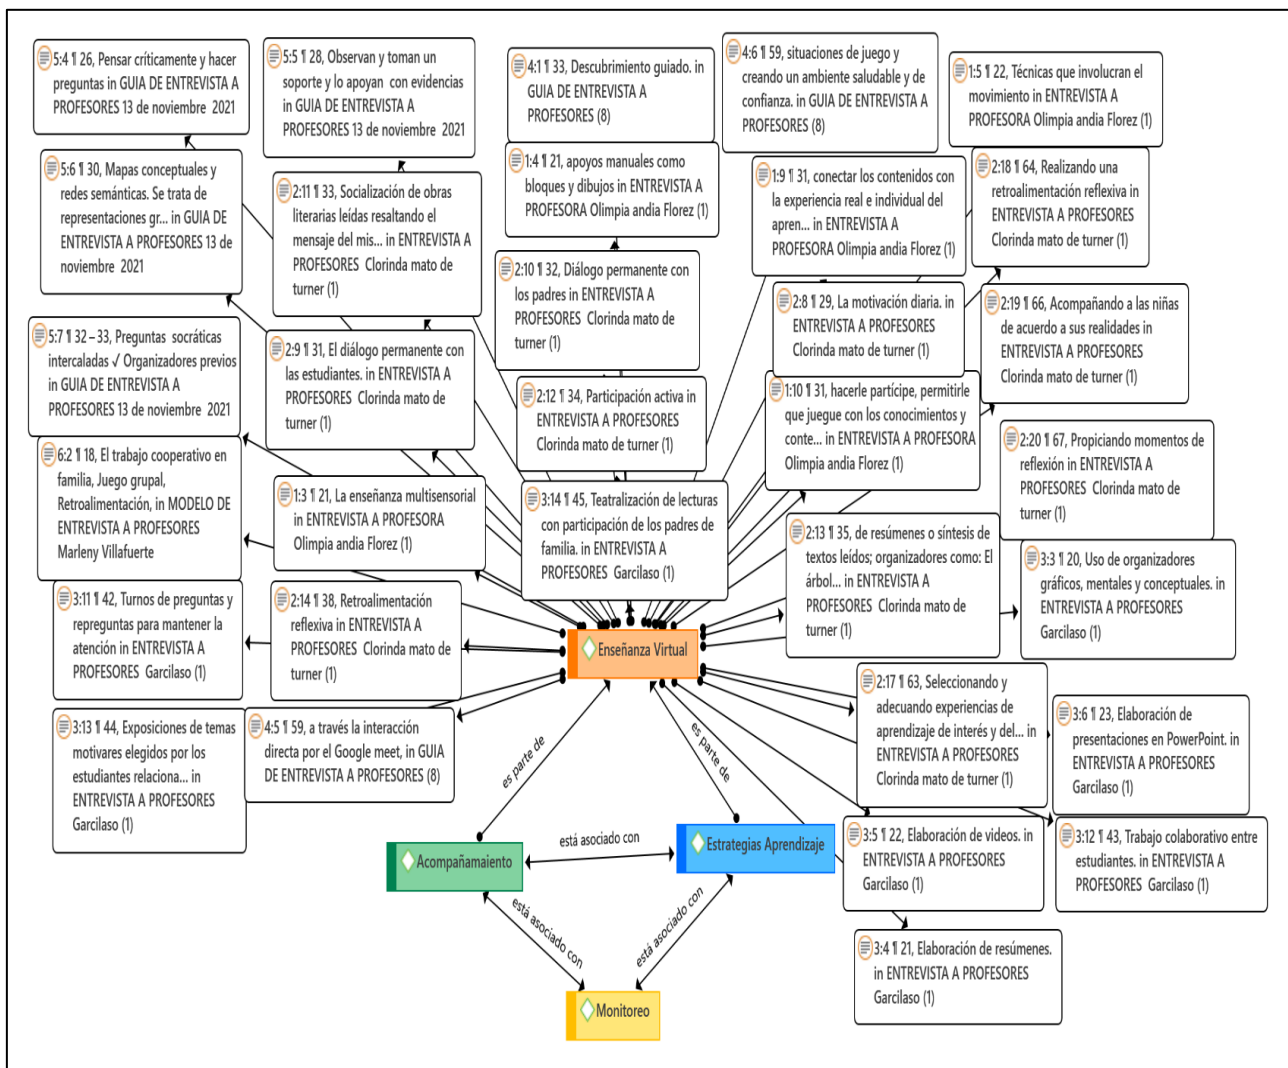 5:4 ¶ 26, Pensar críticamente y hacer
preguntas in GUIA DE ENTREVISTA A
PROFESORES 13 de noviembre 2021
5:5 ¶ 28, Observan y toman un
soporte y lo apoyan con evidencias
in GUIA DE ENTREVISTA A
PROFESORES 13 de noviembre 2021
4:1 ¶ 33, Descubrimiento guiado. in
GUIA DE ENTREVISTA A
PROFESORES (8)
4:6 ¶ 59, situaciones de juego y
creando un ambiente saludable y de
confianza. in GUIA DE ENTREVISTA A
PROFESORES (8)
1:5 ¶ 22, Técnicas que involucran el
movimiento in ENTREVISTA A
PROFESORA Olimpia andia Florez (1)
5:6 ¶ 30, Mapas conceptuales y
redes semánticas. Se trata de
representaciones gr... in GUIA DE
ENTREVISTA A PROFESORES 13 de
noviembre 2021
2:11 ¶ 33, Socialización de obras
literarias leídas resaltando el
mensaje del mis... in ENTREVISTA A
PROFESORES Clorinda mato de
turner (1)
1:4 ¶ 21, apoyos manuales como
bloques y dibujos in ENTREVISTA A
PROFESORA Olimpia andia Florez (1)
1:9 ¶ 31, conectar los contenidos con
la experiencia real e individual del
apren... in ENTREVISTA A
PROFESORA Olimpia andia Florez (1)
2:18 ¶ 64, Realizando una
retroalimentación reflexiva in
ENTREVISTA A PROFESORES
Clorinda mato de turner (1)
2:10 ¶ 32, Diálogo permanente con
los padres in ENTREVISTA A
PROFESORES Clorinda mato de
turner (1)
2:8 ¶ 29, La motivación diaria. in
ENTREVISTA A PROFESORES
Clorinda mato de turner (1)
2:19 ¶ 66, Acompañando a las niñas
de acuerdo a sus realidades in
ENTREVISTA A PROFESORES
Clorinda mato de turner (1)
5:7 ¶ 32 – 33, Preguntas socráticas
intercaladas ✓ Organizadores previos
in GUIA DE ENTREVISTA A
PROFESORES 13 de noviembre 2021
2:9 ¶ 31, El diálogo permanente con
las estudiantes. in ENTREVISTA A
PROFESORES Clorinda mato de
turner (1)
2:12 ¶ 34, Participación activa in
ENTREVISTA A PROFESORES
Clorinda mato de turner (1)
1:10 ¶ 31, hacerle partícipe, permitirle
que juegue con los conocimientos y
conte... in ENTREVISTA A PROFESORA
Olimpia andia Florez (1)
2:20 ¶ 67, Propiciando momentos de
reflexión in ENTREVISTA A
PROFESORES Clorinda mato de
turner (1)
6:2 ¶ 18, El trabajo cooperativo en
familia, Juego grupal,
Retroalimentación, in MODELO DE
ENTREVISTA A PROFESORES
Marleny Villafuerte
1:3 ¶ 21, La enseñanza multisensorial
in ENTREVISTA A PROFESORA
Olimpia andia Florez (1)
3:14 ¶ 45, Teatralización de lecturas
con participación de los padres de
familia. in ENTREVISTA A
PROFESORES Garcilaso (1)
2:13 ¶ 35, de resúmenes o síntesis de
textos leídos; organizadores como: El
árbol... in ENTREVISTA A
PROFESORES Clorinda mato de
turner (1)
3:3 ¶ 20, Uso de organizadores
gráficos, mentales y conceptuales. in
ENTREVISTA A PROFESORES
Garcilaso (1)
3:11 ¶ 42, Turnos de preguntas y
repreguntas para mantener la
atención in ENTREVISTA A
PROFESORES Garcilaso (1)
2:14 ¶ 38, Retroalimentación
reflexiva in ENTREVISTA A
PROFESORES Clorinda mato de
turner (1)
Enseñanza Virtual
2:17 ¶ 63, Seleccionando y
adecuando experiencias de
aprendizaje de interés y del... in
ENTREVISTA A PROFESORES
Clorinda mato de turner (1)
3:6 ¶ 23, Elaboración de
presentaciones en PowerPoint. in
ENTREVISTA A PROFESORES
Garcilaso (1)
3:13 ¶ 44, Exposiciones de temas
motivares elegidos por los
estudiantes relaciona... in
ENTREVISTA A PROFESORES
Garcilaso (1)
4:5 ¶ 59, a través la interacción
directa por el Google meet, in GUIA
DE ENTREVISTA A PROFESORES (8)
es parte de
es parte de
3:5 ¶ 22, Elaboración de videos. in
ENTREVISTA A PROFESORES
Garcilaso (1)
3:12 ¶ 43, Trabajo colaborativo entre
estudiantes. in ENTREVISTA A
PROFESORES Garcilaso (1)
Acompañamiento
está asociado con
Estrategias Aprendizaje
está asociado con
está asociado con
3:4 ¶ 21, Elaboración de resúmenes.
in ENTREVISTA A PROFESORES
Garcilaso (1)
Monitoreo